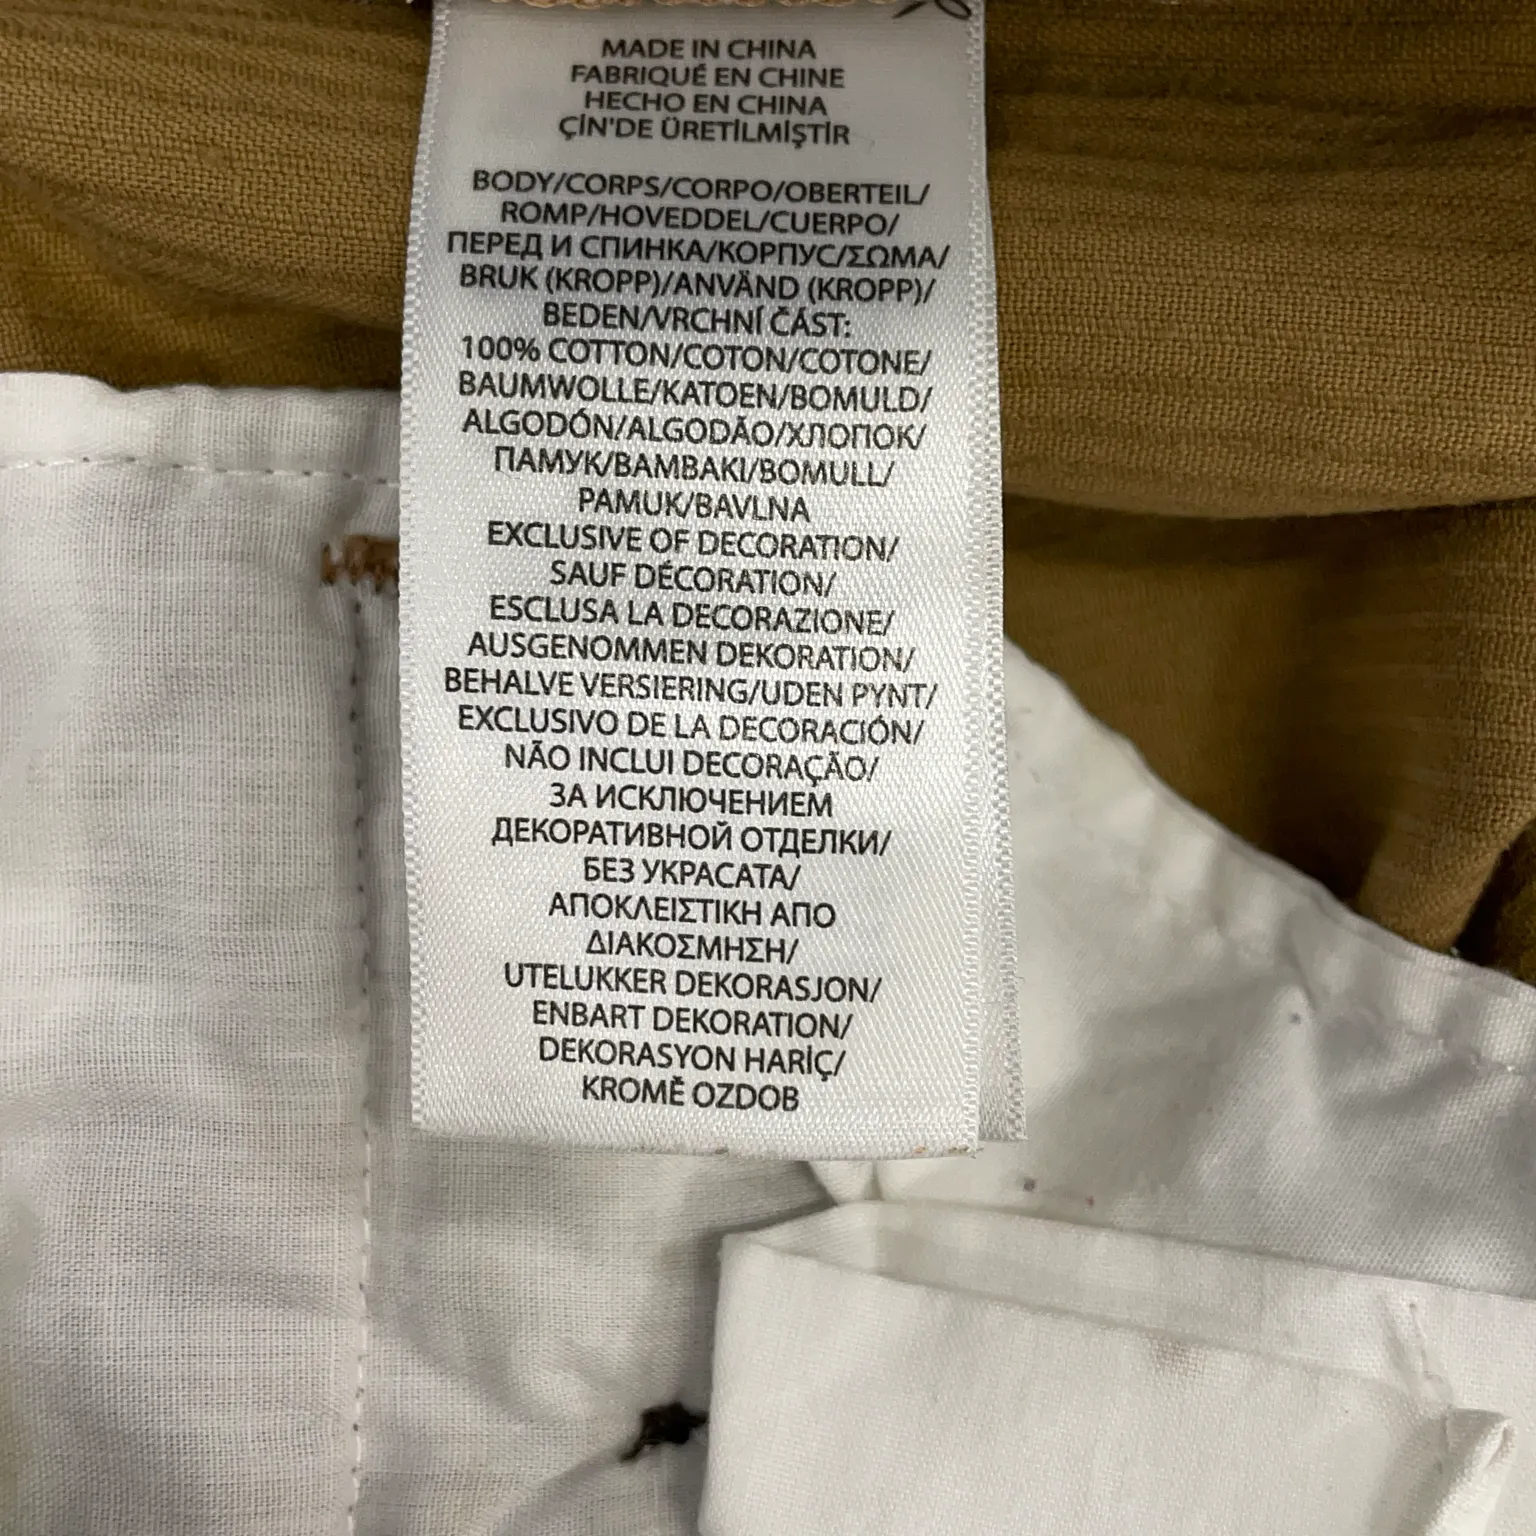 MADE IN CHINA
FABRIQUÉ EN CHINE
HECHO EN CHINA
ÇİN'DE ÜRETİLMİŞTİR
BODY/CORPS/CORPO/OBERTEIL/
ROMP/HOVEDDEL/CUERPO/
ПЕРЕД И СПИНКА/КОРПУС/ΣΩΜΑ/
BRUK (KROPP)/ANVÄND (KROPP)/
BEDEN/VRCHNÍ ČÁST:
100% COTTON/COTON/COTONE/
BAUMWOLLE/KATOEN/BOMULD/
ALGODÓN/ALGODÃO/ХЛОПОК/
ПАМУК/ΒΑΜΒΑΚΙ/BOMULL/
PAMUK/BAVLNA
EXCLUSIVE OF DECORATION/
SAUF DÉCORATION/
ESCLUSA LA DECORAZIONE/
AUSGENOMMEN DEKORATION/
BEHALVE VERSIERING/UDEN PYNT/
EXCLUSIVO DE LA DECORACIÓN/
NÃO INCLUI DECORAÇÃO/
ЗА ИСКЛЮЧЕНИЕМ
ДЕКОРАТИВНОЙ ОТДЕЛКИ/
БЕЗ УКРАСАТА/
ΑΠΟΚΛΕΙΣΤΙΚΗ ΑΠΟ
ΔΙΑΚΟΣΜΗΣΗ/
UTELUKKER DEKORASJON/
ENBART DEKORATION/
DEKORASYON HARİÇ/
KROMĚ OZDOB